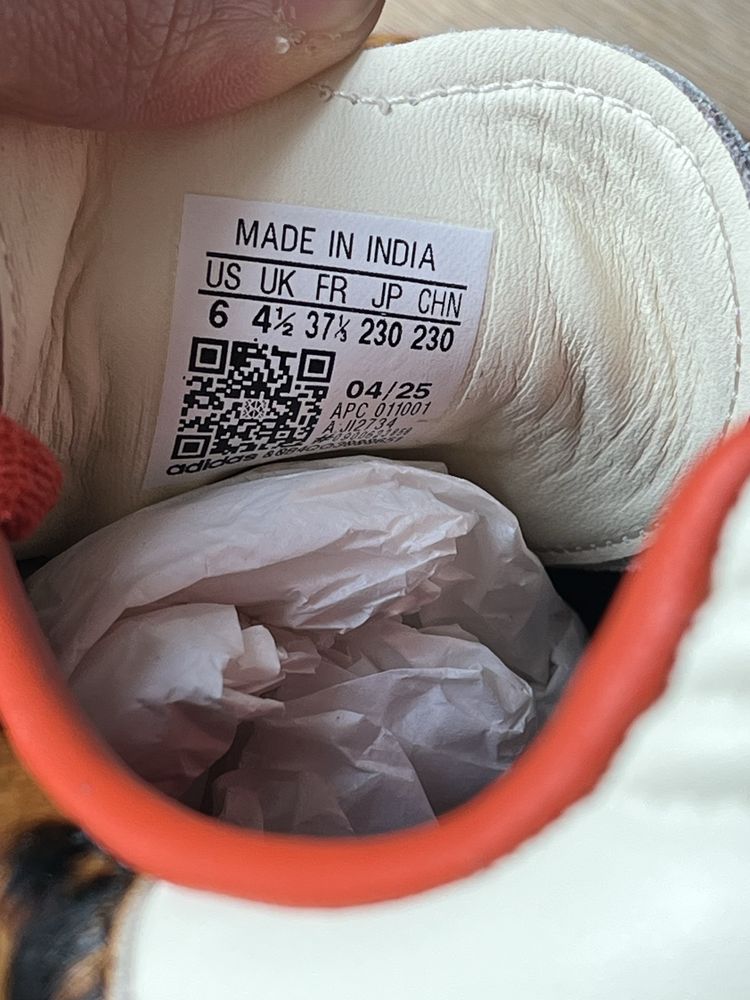 MADE IN INDIA
US UK FR JP CHN
6 4½ 37⅓ 230 230
04/25
APC 011001
A JI2734
adidas